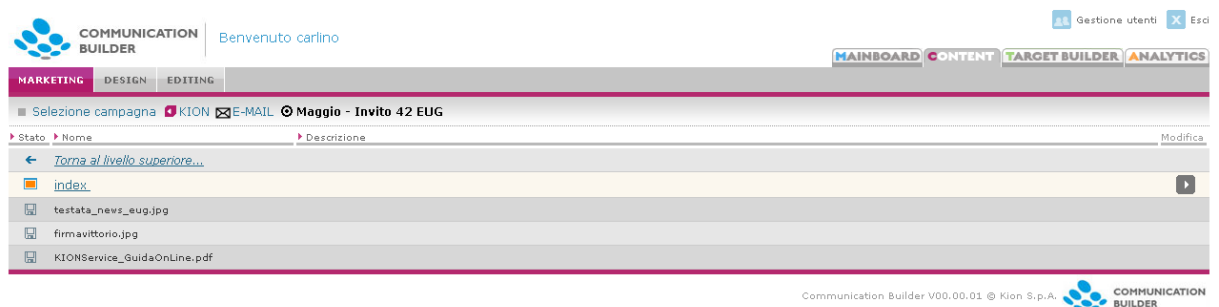 Gestione utenti Esci
COMMUNICATION
BUILDER
Benvenuto carlino
MAINBOARD CONTENT TARGET BUILDER ANALYTICS
MARKETING DESIGN EDITING
Selezione campagna KION E-MAIL Maggio - Invito 42 EUG
Stato Nome Descrizione Modifica
Torna al livello superiore...
index
testata_news_eug.jpg
firmavittorio.jpg
KIONService_GuidaOnLine.pdf
Communication Builder V00.00.01 © Kion S.p.A.
COMMUNICATION
BUILDER